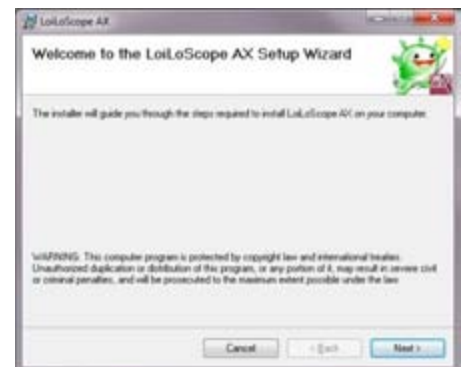 LoiLoScope AX
Welcome to the LoiLoScope AX Setup Wizard
The installer will guide you through the steps required to install LoiLoScope AX on your computer.
WARNING: This computer program is protected by copyright law and international treaties.
Unauthorized duplication or distribution of this program, or any portion of it, may result in severe civil
or criminal penalties, and will be prosecuted to the maximum extent possible under the law.
Cancel
< Back
Next >